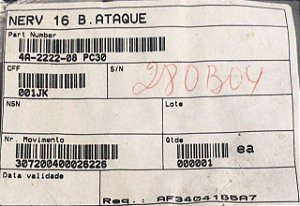 NERV 16 B.ATAQUE
Part Number
4A-2222-08 PC30
CFF
S/N
001JK
280B04
NSN
Lote
Nr. Movimento
Qtde
307200400026226
000001 ea
Data validade
Req.: AF3404155A7